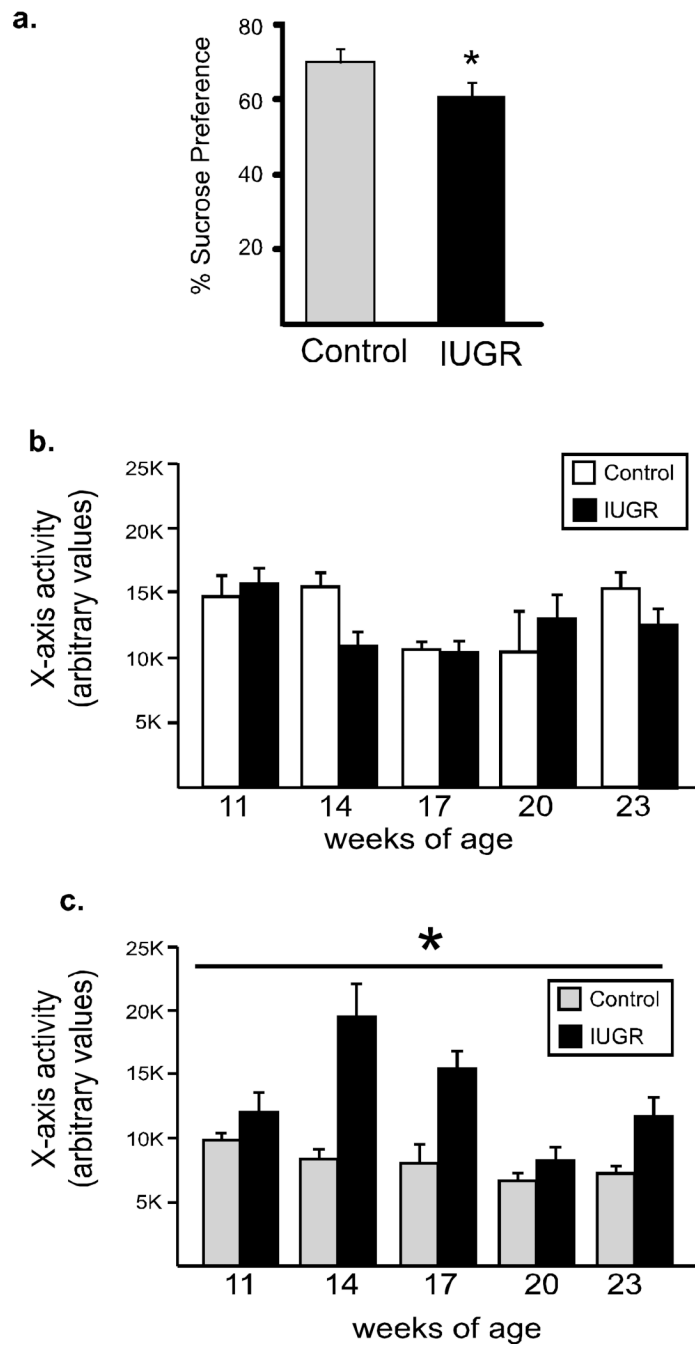 a.
80
60
40
20
% Sucrose Preference
*
Control IUGR
b.
25K
20K
15K
10K
5K
X-axis activity
(arbitrary values)
Control
IUGR
11 14 17 20 23
weeks of age
c.
*
25K
20K
15K
10K
5K
X-axis activity
(arbitrary values)
Control
IUGR
11 14 17 20 23
weeks of age